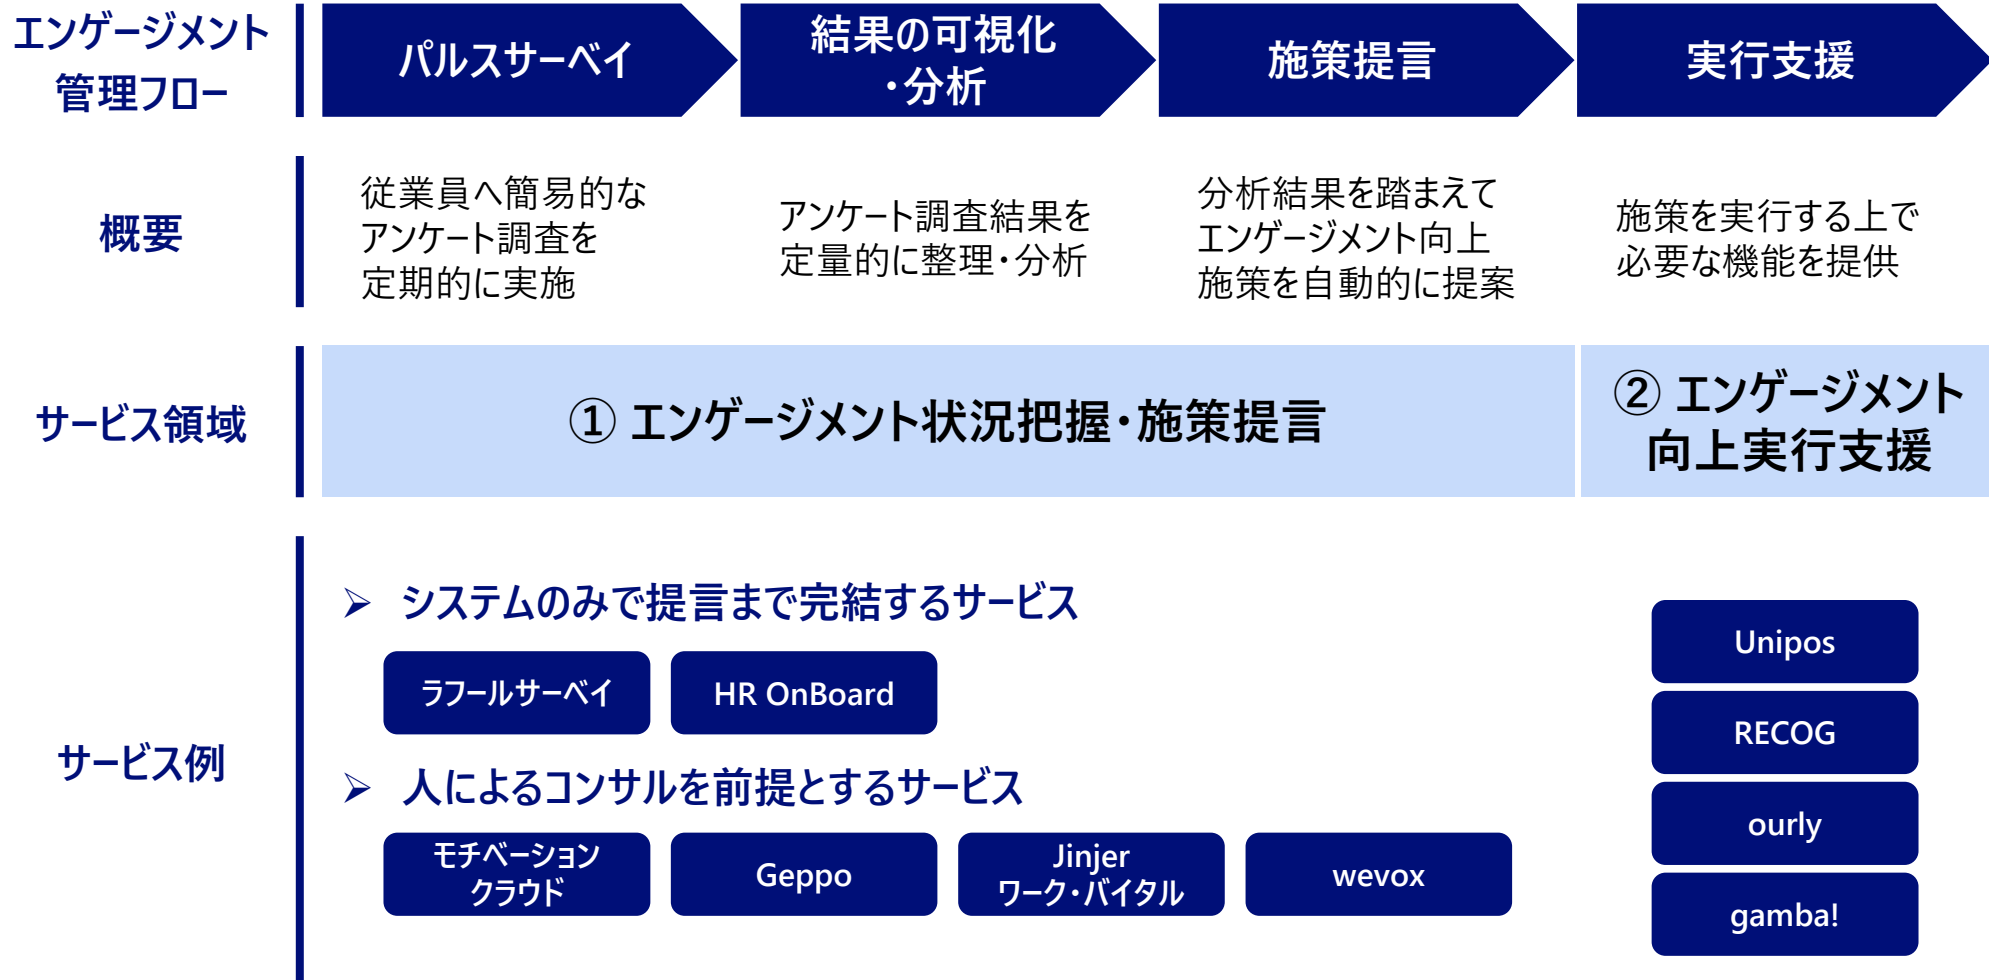 エンゲージメント
管理フロー
パルスサーベイ
結果の可視化
・分析
施策提言
実行支援
概要
従業員へ簡易的な
アンケート調査を
定期的に実施
アンケート調査結果を
定量的に整理・分析
分析結果を踏まえて
エンゲージメント向上
施策を自動的に提案
施策を実行する上で
必要な機能を提供
サービス領域
① エンゲージメント状況把握・施策提言
② エンゲージメント
向上実行支援
サービス例
➢ システムのみで提言まで完結するサービス
ラフールサーベイ
HR OnBoard
➢ 人によるコンサルを前提とするサービス
モチベーション
クラウド
Geppo
Jinjer
ワーク・バイタル
wevox
Unipos
RECOG
ourly
gamba!